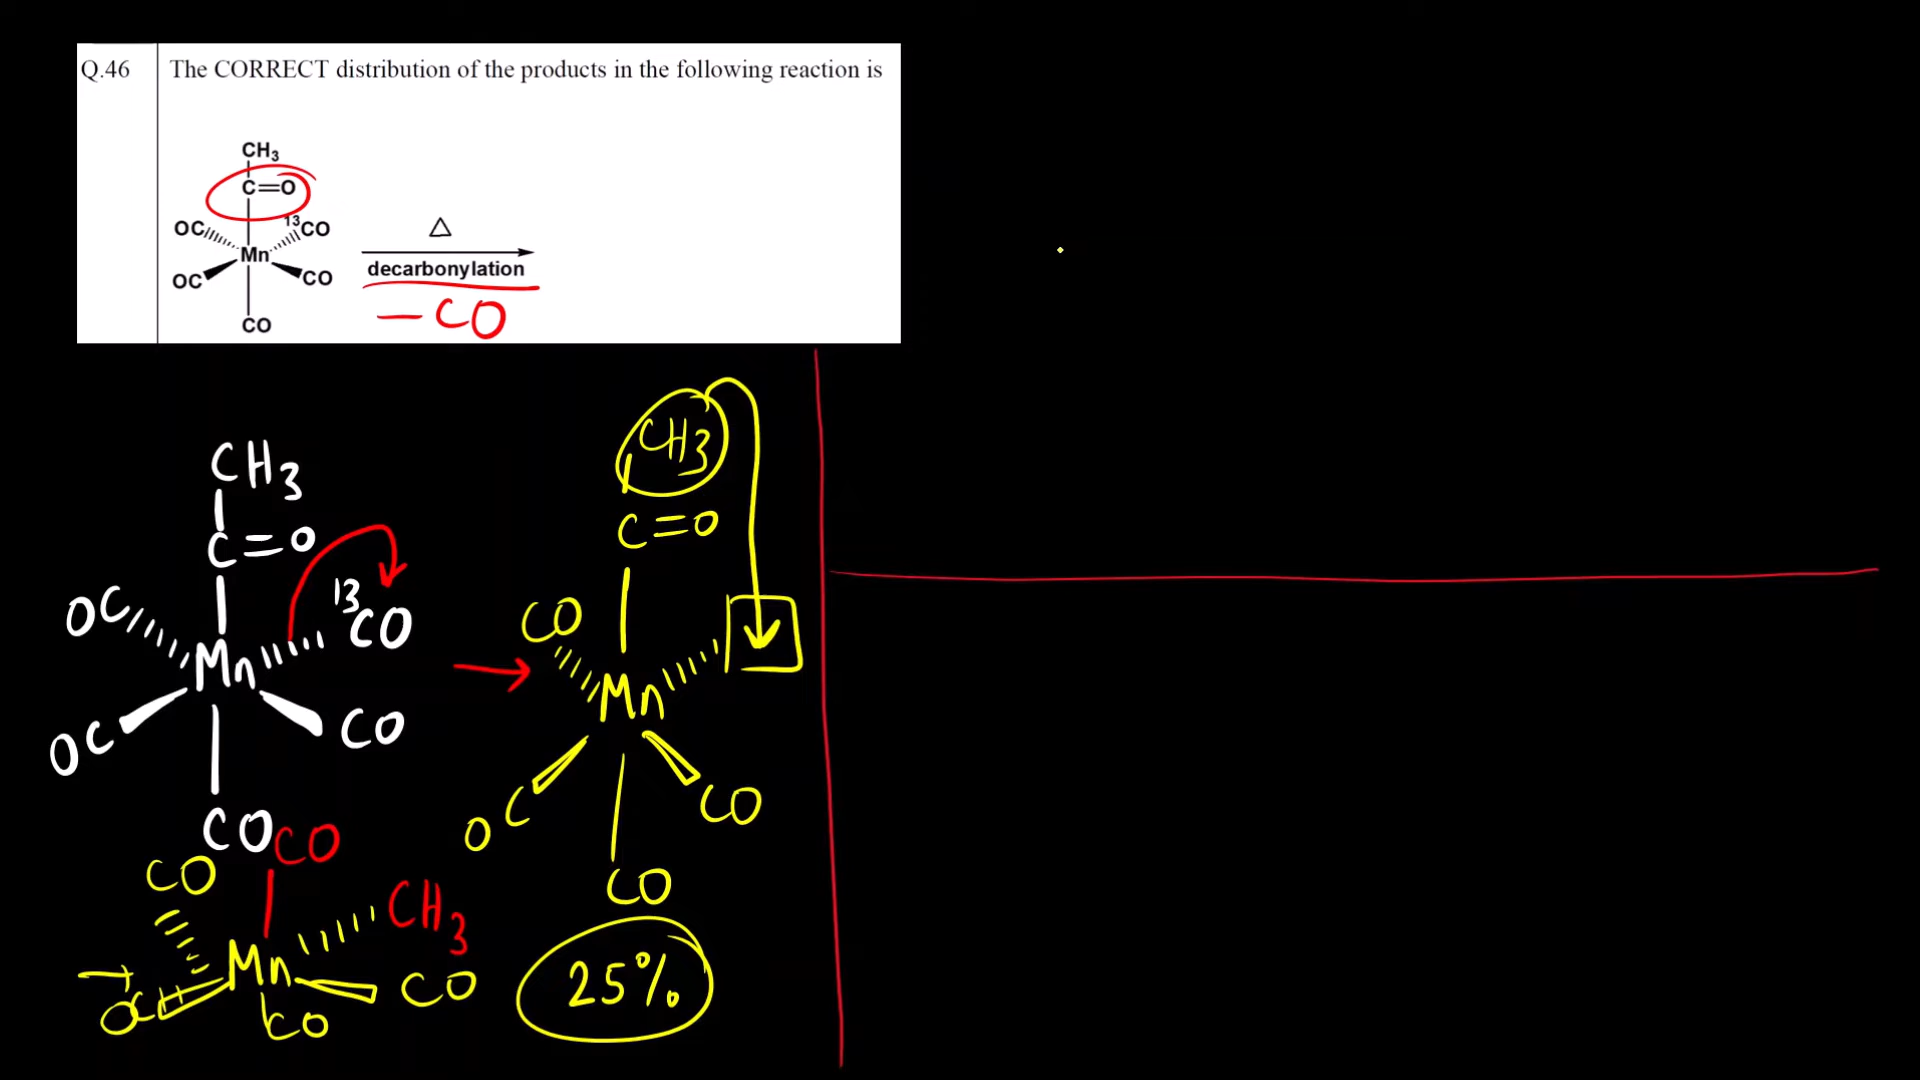 Q.46 The CORRECT distribution of the products in the following reaction is
CH3
C=O
OC 13CO
Mn
OC CO
CO
△
decarbonylation
- CO
CH3
C=O
OC 13CO
Mn
OC CO
CO
CH3
C=O
CO
Mn
OC CO
CO
25%
CO
CO CH3
Mn
OC CO
CO